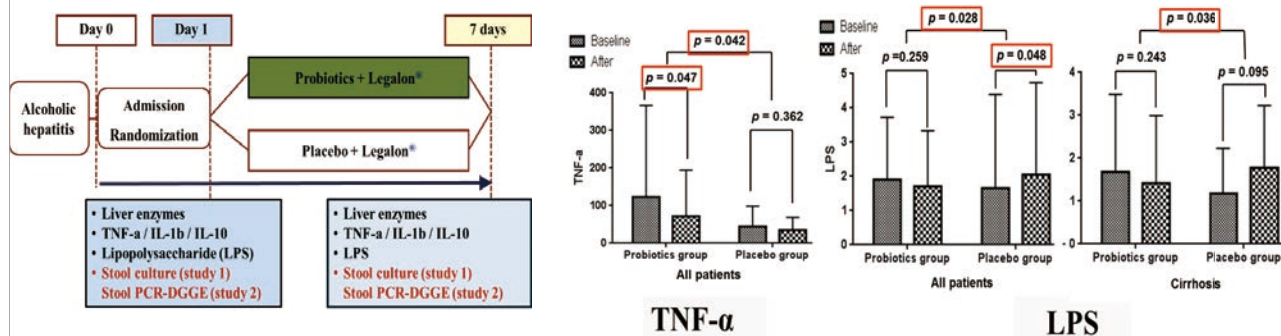 Day 0
Day 1
7 days
Alcoholic
hepatitis
Admission
Randomization
Probiotics + Legalon®
Placebo + Legalon®
• Liver enzymes
• TNF-a / IL-1b / IL-10
• Lipopolysaccharide (LPS)
• Stool culture (study 1)
Stool PCR-DGGE (study 2)
• Liver enzymes
• TNF-a / IL-1b / IL-10
• LPS
• Stool culture (study 1)
Stool PCR-DGGE (study 2)
Baseline
After
p = 0.042
p = 0.047
p = 0.362
TNF-a
400
300
200
100
0
Probiotics group
Placebo group
All patients
TNF-α
Baseline
After
p = 0.028
p =0.259
p = 0.048
LPS
5
4
3
2
1
0
Probiotics group
Placebo group
All patients
p = 0.036
p = 0.243
p = 0.095
4
3
2
1
0
Probiotics group
Placebo group
Cirrhosis
LPS